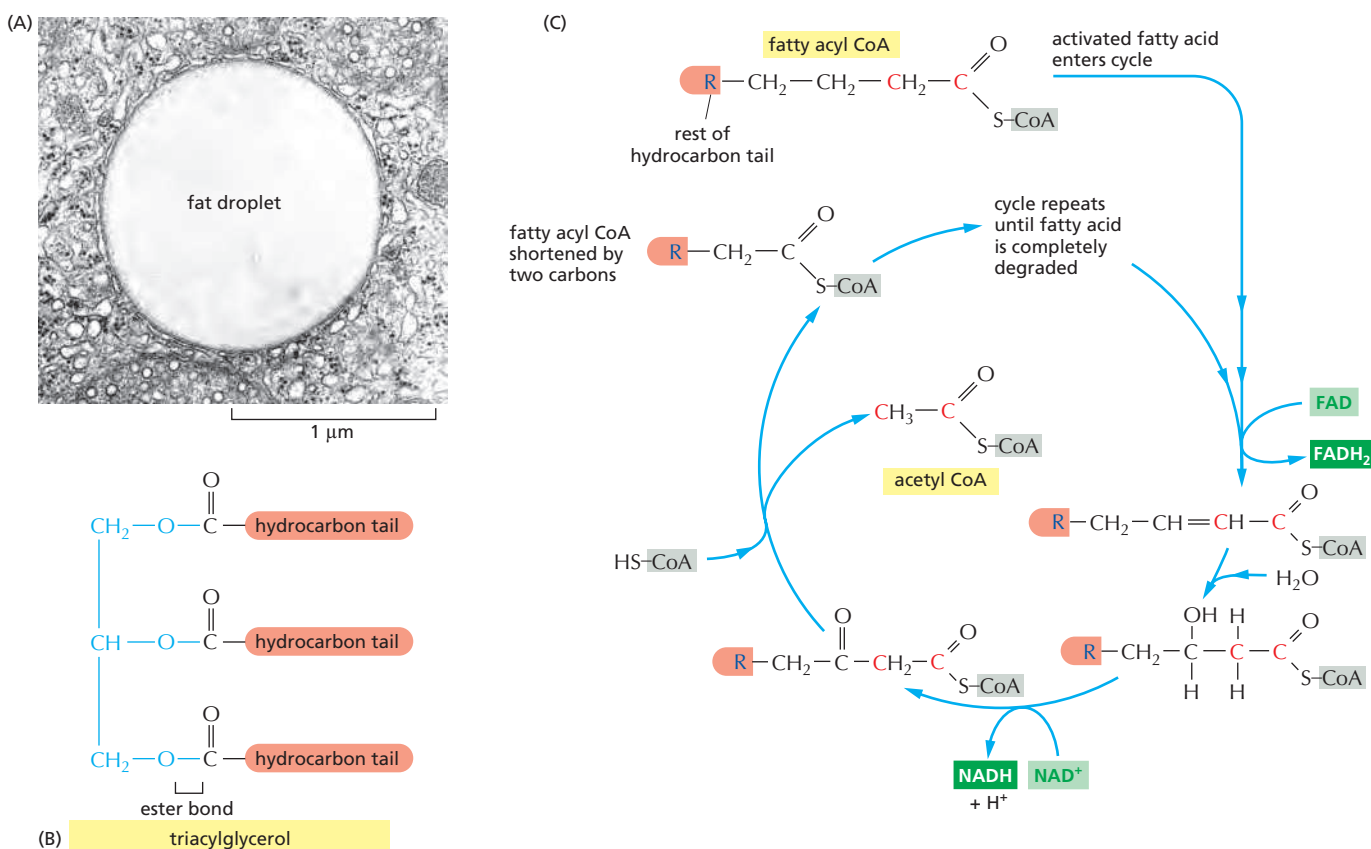 (A)
fat droplet
1 μm
CH₂—O—C—hydrocarbon tail
O
CH—O—C—hydrocarbon tail
O
CH₂—O—C—hydrocarbon tail
O
ester bond
(B)
triacylglycerol
(C)
fatty acyl CoA
R—CH₂—CH₂—CH₂—C
O
S–CoA
rest of
hydrocarbon tail
activated fatty acid
enters cycle
fatty acyl CoA
shortened by
two carbons
R—CH₂—C
O
S–CoA
cycle repeats
until fatty acid
is completely
degraded
CH₃—C
O
S–CoA
acetyl CoA
FAD
FADH₂
R—CH₂—CH=CH—C
O
S–CoA
H₂O
OH H
O
R—CH₂—C—C—C
S–CoA
H H
NAD⁺
NADH
+ H⁺
O
O
R—CH₂—C—CH₂—C
S–CoA
HS–CoA